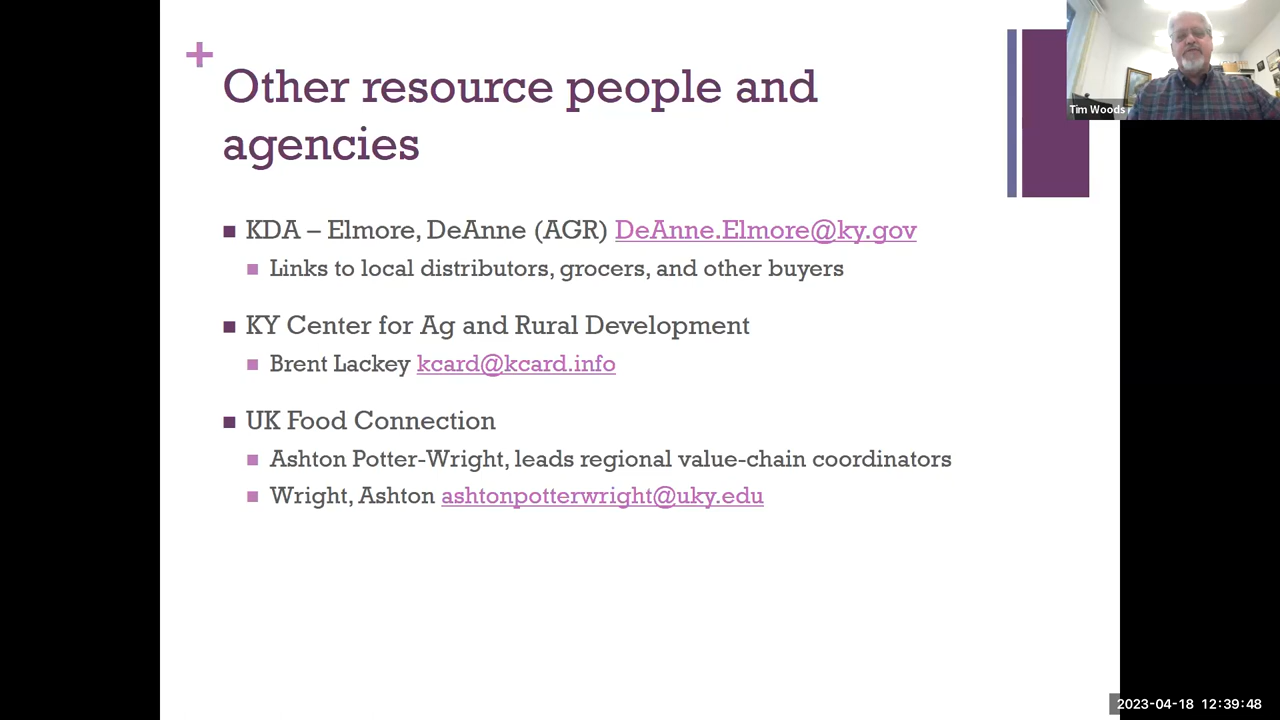 +
Other resource people and
agencies
KDA – Elmore, DeAnne (AGR) DeAnne.Elmore@ky.gov
Links to local distributors, grocers, and other buyers
KY Center for Ag and Rural Development
Brent Lackey kcard@kcard.info
UK Food Connection
Ashton Potter-Wright, leads regional value-chain coordinators
Wright, Ashton ashtonpotterwright@uky.edu
Tim Woods
2023-04-18 12:39:48